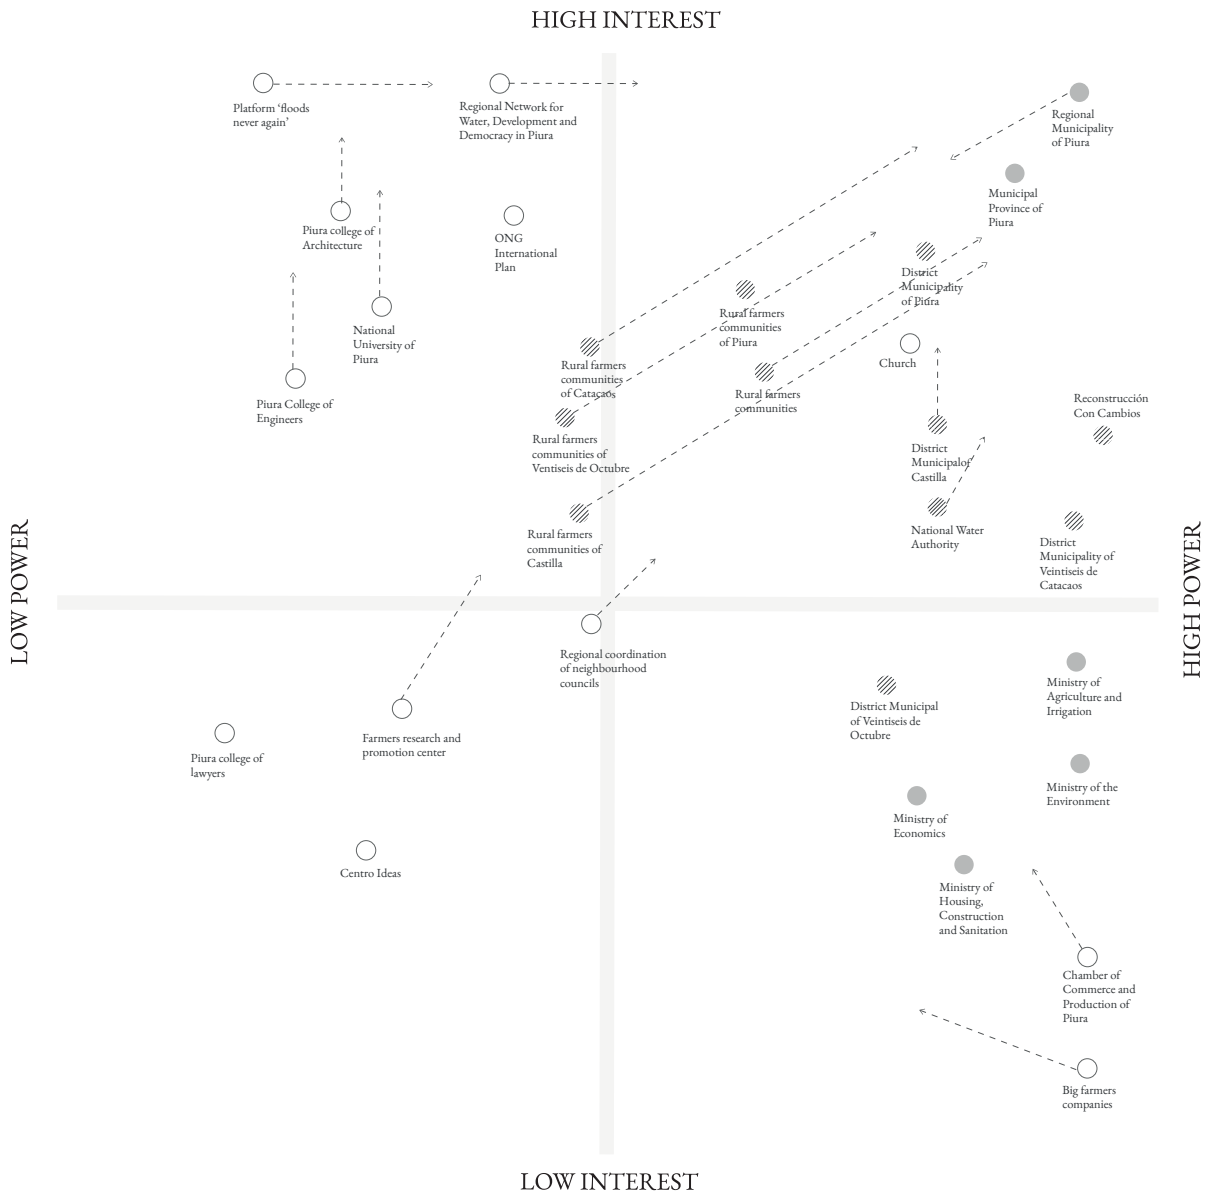 HIGH INTEREST
Platform ‘floods
never again’
Regional Network for
Water, Development and
Democracy in Piura
Regional
Municipality
of Piura
Municipal
Province of
Piura
Piura college of
Architecture
ONG
International
Plan
District
Municipality
of Piura
National
University of
Piura
Rural farmers
communities
of Piura
Church
Rural farmers
communities
of Catacaos
Rural farmers
communities
Piura College of
Engineers
Reconstrucción
Con Cambios
Rural farmers
communities of
Ventiseis de Octubre
District
Municipalof
Castilla
Rural farmers
communities of
Castilla
National Water
Authority
District
Municipality of
Veintiseis de
Catacaos
LOW POWER
HIGH POWER
Regional coordination
of neighbourhood
councils
Ministry of
Agriculture and
Irrigation
District Municipal
of Veintiseis de
Octubre
Farmers research and
promotion center
Piura college of
lawyers
Ministry of the
Environment
Ministry of
Economics
Centro Ideas
Ministry of
Housing,
Construction
and Sanitation
Chamber of
Commerce and
Production of
Piura
Big farmers
companies
LOW INTEREST